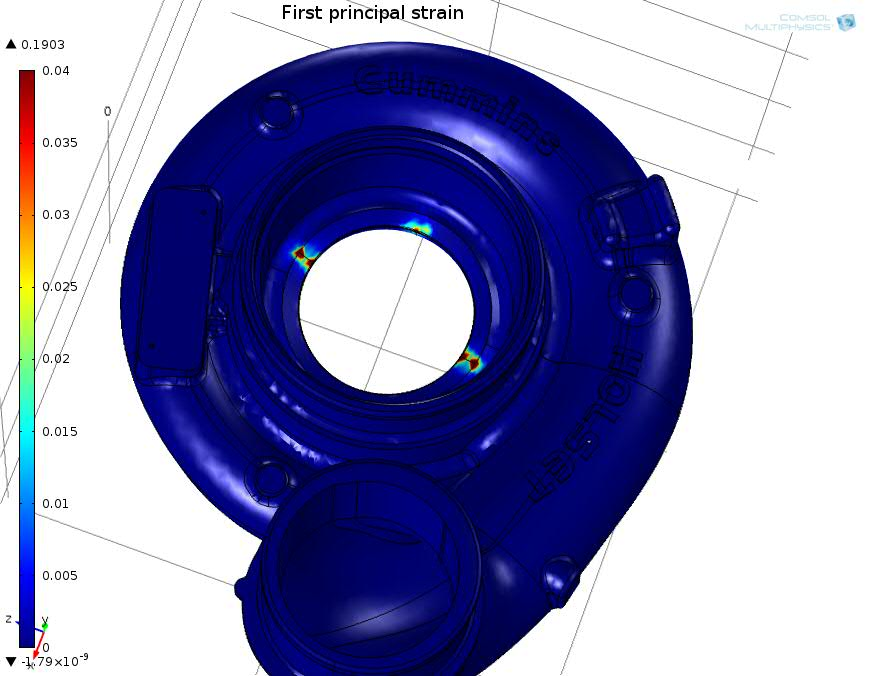 First principal strain
COMSOL
MULTIPHYSICS
▲ 0.1903
0.04
0.035
0.03
0.025
0.02
0.015
0.01
0.005
0
▼ -1.79×10⁻⁹
0
Cummins
HOLSET
z
y
x